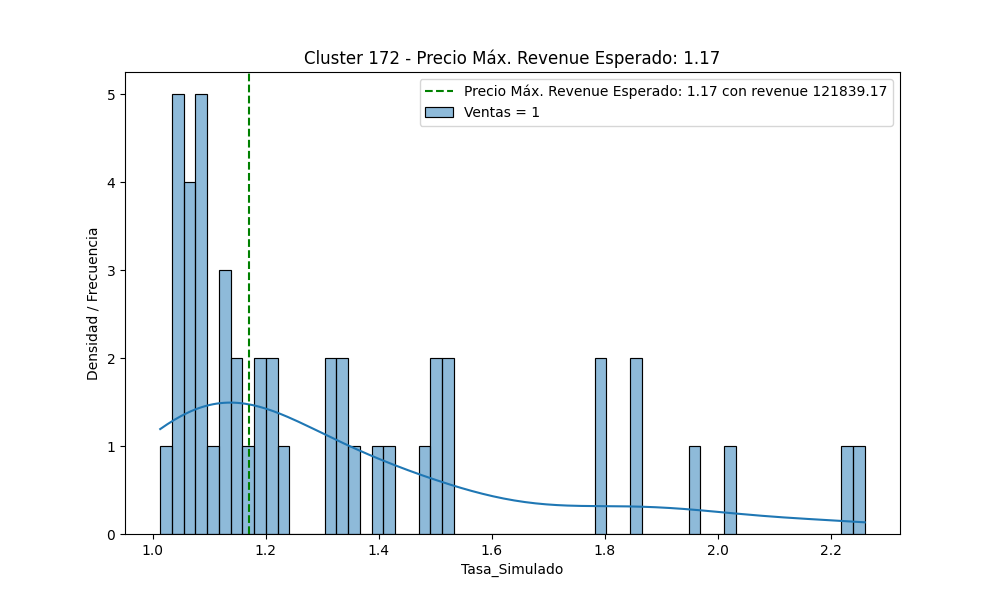 Cluster 172 - Precio Máx. Revenue Esperado: 1.17
Precio Máx. Revenue Esperado: 1.17 con revenue 121839.17
Ventas = 1
Densidad / Frecuencia
5
4
3
2
1
0
1.0 1.2 1.4 1.6 1.8 2.0 2.2
Tasa_Simulado